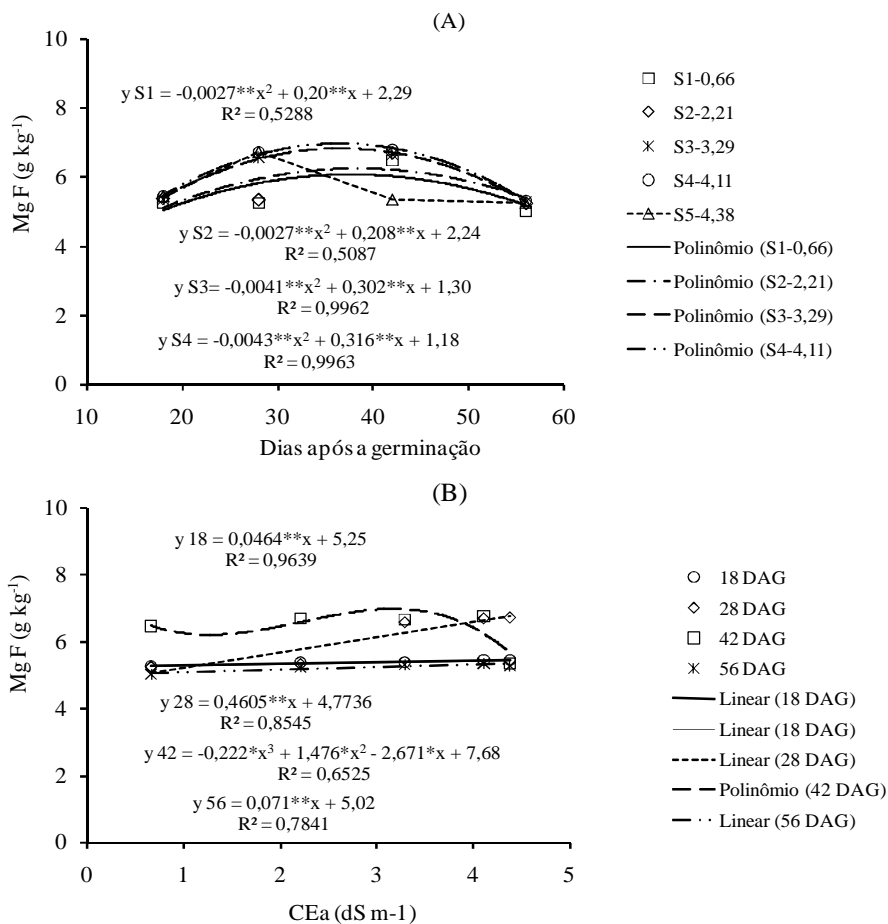 (A)
Mg F (g kg-1)
10
8
6
4
2
0
y S1 = -0,0027**x2 + 0,20**x + 2,29
R² = 0,5288
y S2 = -0,0027**x2 + 0,208**x + 2,24
R² = 0,5087
y S3= -0,0041**x2 + 0,302**x + 1,30
R² = 0,9962
y S4 = -0,0043**x2 + 0,316**x + 1,18
R² = 0,9963
10 20 30 40 50 60
Dias após a germinação
S1-0,66
S2-2,21
S3-3,29
S4-4,11
S5-4,38
Polinômio (S1-0,66)
Polinômio (S2-2,21)
Polinômio (S3-3,29)
Polinômio (S4-4,11)
(B)
Mg F (g kg-1)
10
8
6
4
2
0
y 18 = 0,0464**x + 5,25
R² = 0,9639
y 28 = 0,4605**x + 4,7736
R² = 0,8545
y 42 = -0,222*x3 + 1,476*x2 - 2,671*x + 7,68
R² = 0,6525
y 56 = 0,071**x + 5,02
R² = 0,7841
0 1 2 3 4 5
CEa (dS m-1)
18 DAG
28 DAG
42 DAG
56 DAG
Linear (18 DAG)
Linear (18 DAG)
Linear (28 DAG)
Polinômio (42 DAG)
Linear (56 DAG)